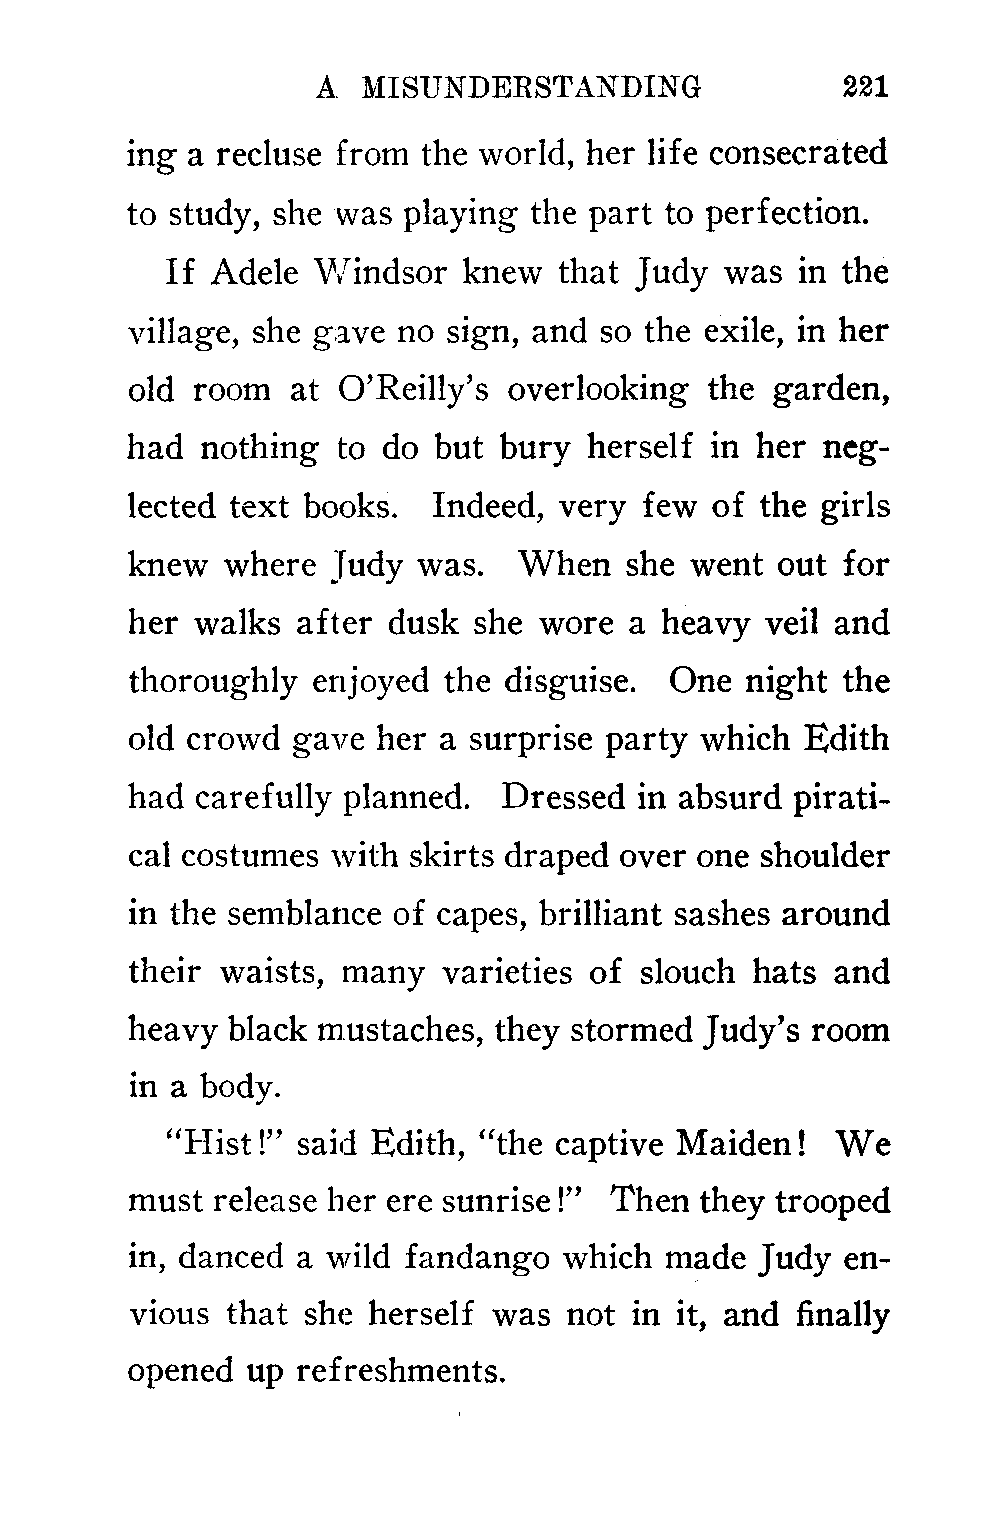 A MISUNDERSTANDING 221
ing a recluse from the world, her life consecrated
to study, she was playing the part to perfection.
If Adele Windsor knew that Judy was in the
village, she gave no sign, and so the exile, in her
old room at O'Reilly's overlooking the garden,
had nothing to do but bury herself in her neg-
lected text books. Indeed, very few of the girls
knew where Judy was. When she went out for
her walks after dusk she wore a heavy veil and
thoroughly enjoyed the disguise. One night the
old crowd gave her a surprise party which Edith
had carefully planned. Dressed in absurd pirati-
cal costumes with skirts draped over one shoulder
in the semblance of capes, brilliant sashes around
their waists, many varieties of slouch hats and
heavy black mustaches, they stormed Judy's room
in a body.
"Hist!" said Edith, "the captive Maiden! We
must release her ere sunrise!" Then they trooped
in, danced a wild fandango which made Judy en-
vious that she herself was not in it, and finally
opened up refreshments.